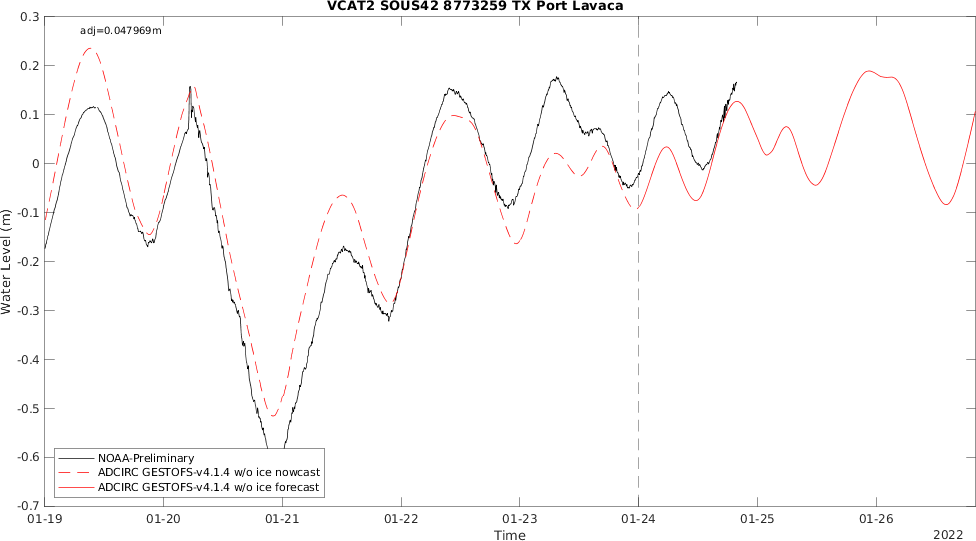 VCAT2 SOUS42 8773259 TX Port Lavaca
adj=0.047969m
0.3
0.2
0.1
0
-0.1
-0.2
-0.3
-0.4
-0.5
-0.6
-0.7
Water Level (m)
NOAA-Preliminary
ADCIRC GESTOFS-v4.1.4 w/o ice nowcast
ADCIRC GESTOFS-v4.1.4 w/o ice forecast
01-19 01-20 01-21 01-22 01-23 01-24 01-25 01-26
Time
2022